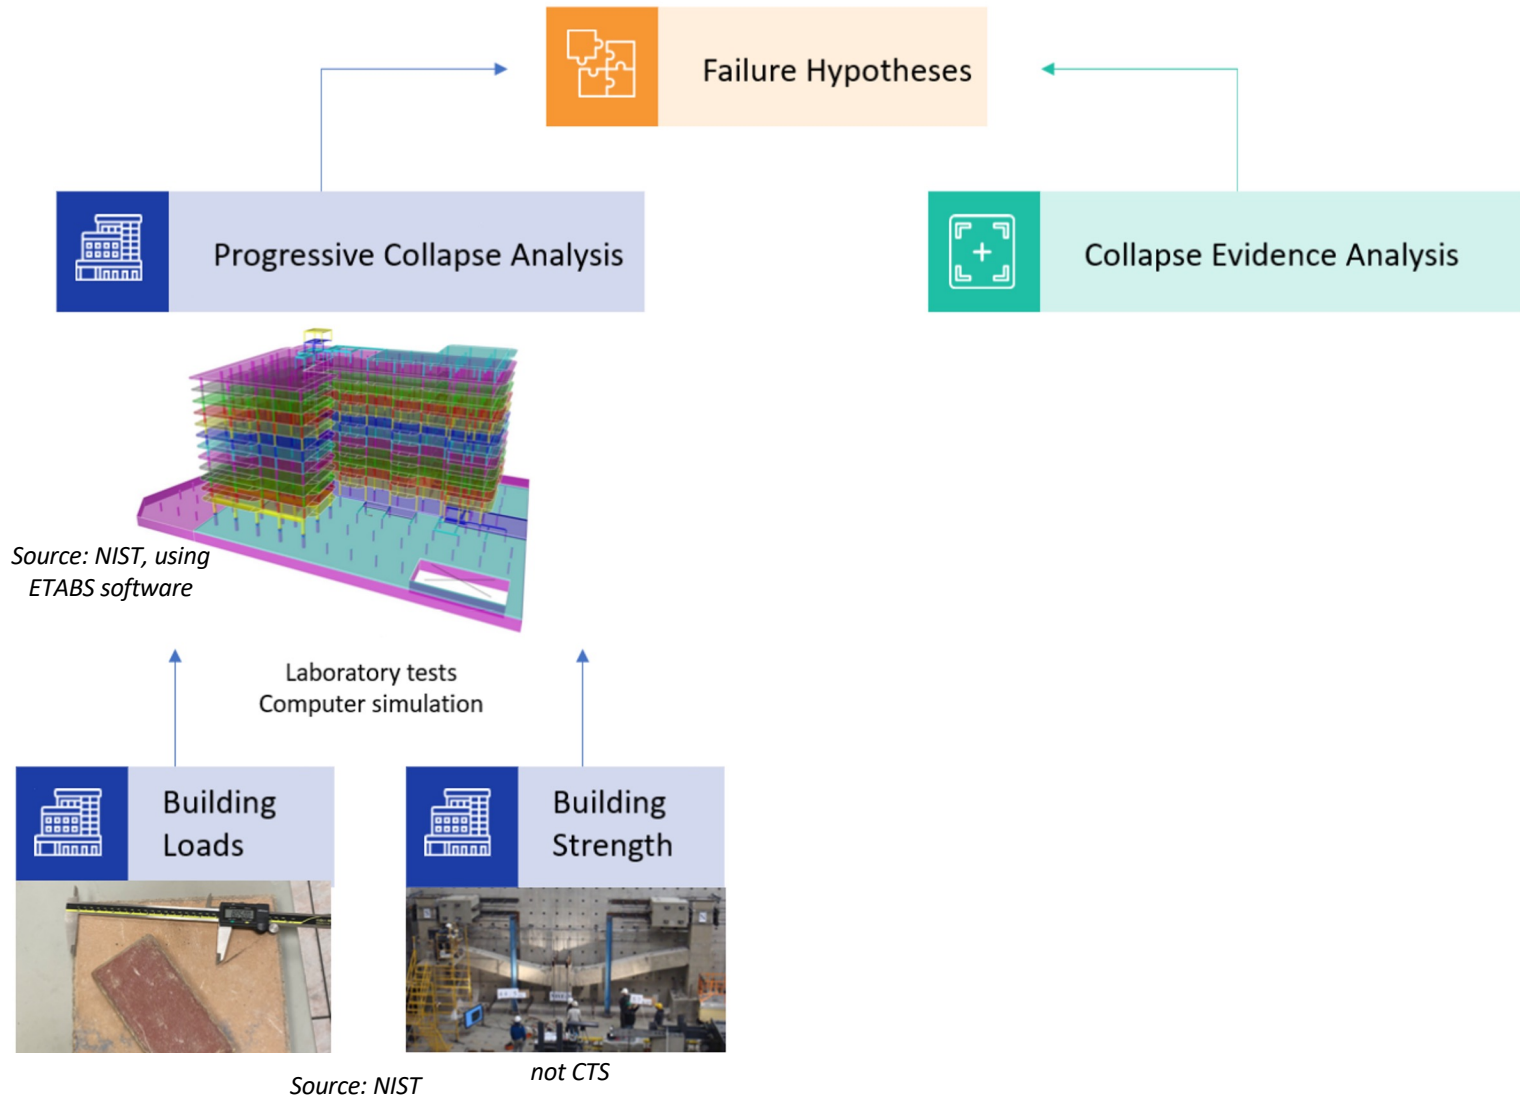 Failure Hypotheses
Progressive Collapse Analysis
Collapse Evidence Analysis
Source: NIST, using
ETABS software
Laboratory tests
Computer simulation
Building
Loads
Building
Strength
Source: NIST
not CTS